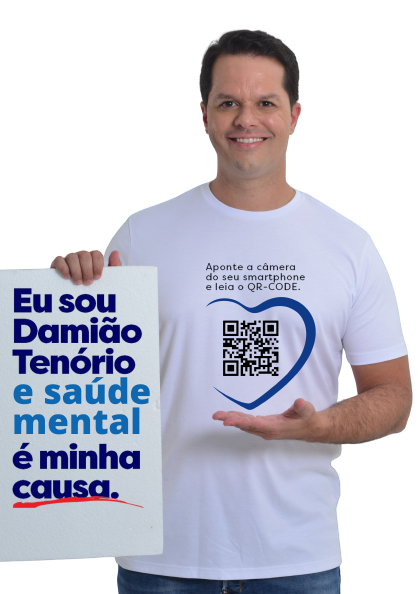 Aponte a câmera
do seu smartphone
e leia o QR-CODE.
Eu sou
Damião
Tenório
e saúde
mental
é minha
causa.